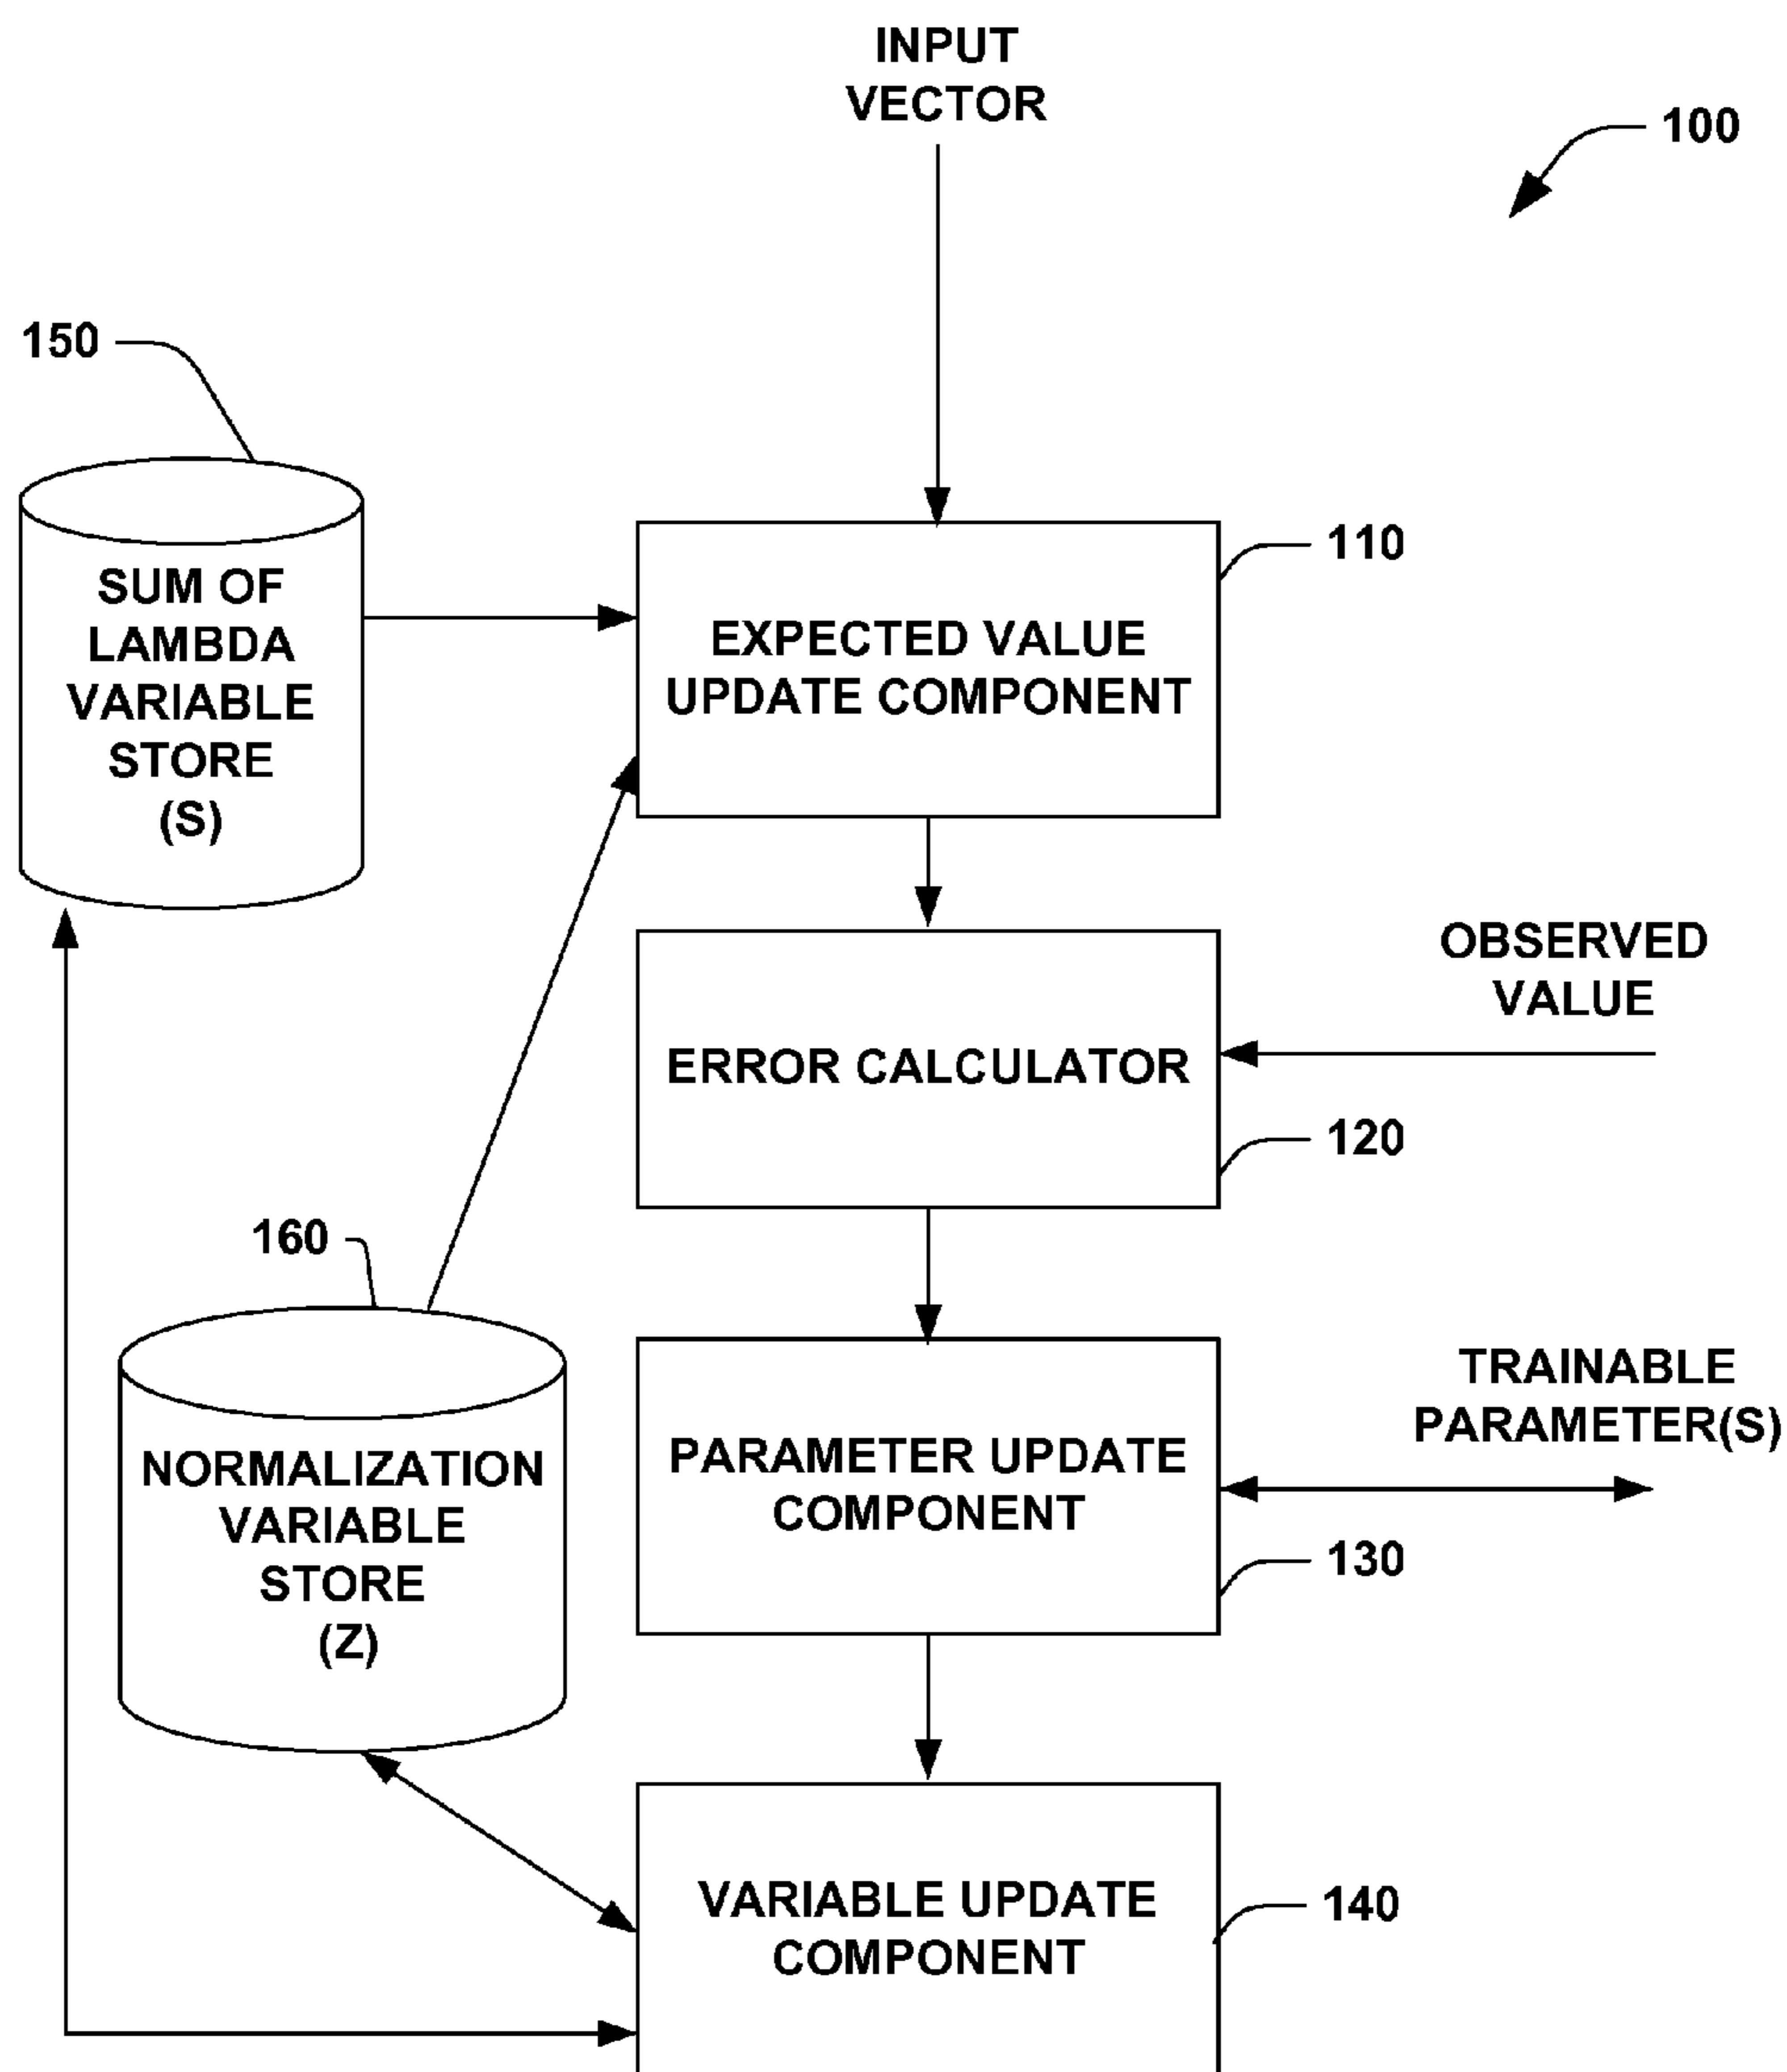 INPUT
VECTOR
100
150
110
SUM OF
LAMBDA
VARIABLE
STORE
(S)
EXPECTED VALUE
UPDATE COMPONENT
OBSERVED
VALUE
ERROR CALCULATOR
120
160
TRAINABLE
PARAMETER(S)
NORMALIZATION
VARIABLE
STORE
(Z)
PARAMETER UPDATE
COMPONENT
130
VARIABLE UPDATE
COMPONENT
140